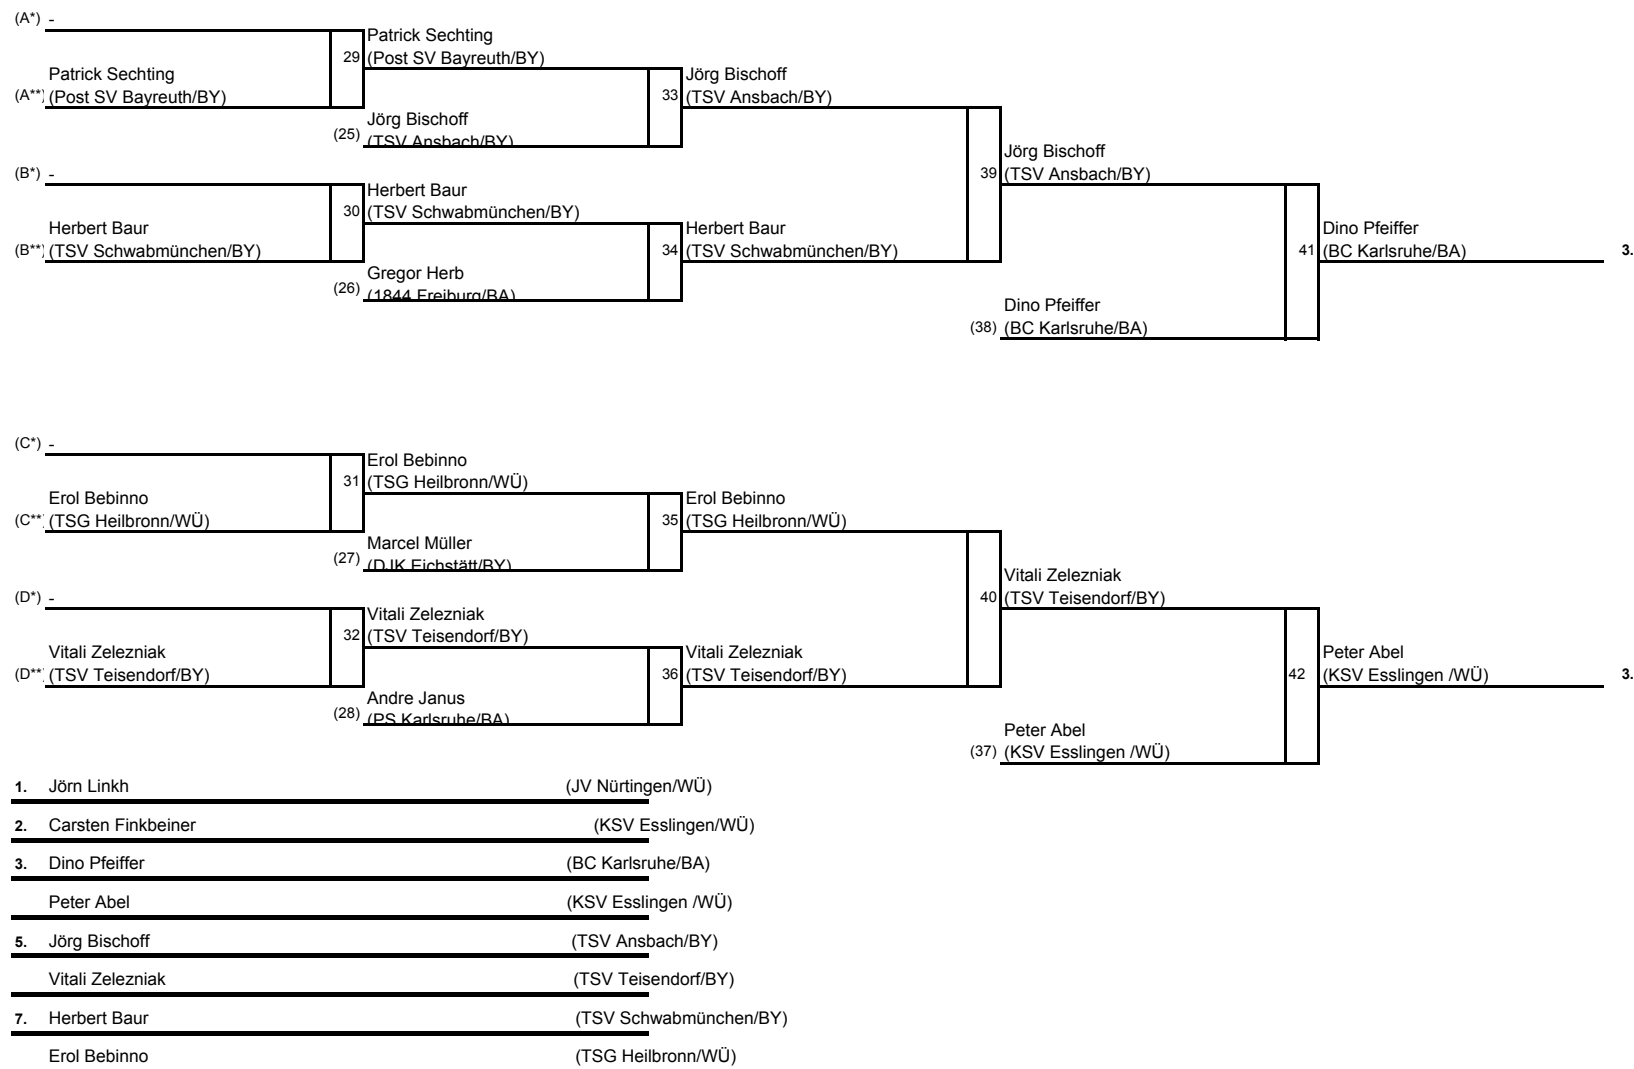 (A*) -
Patrick Sechting
29 (Post SV Bayreuth/BY)
Patrick Sechting
Jörg Bischoff
(A**) (Post SV Bayreuth/BY)
33 (TSV Ansbach/BY)
Jörg Bischoff
(25) (TSV Ansbach/BY)
Jörg Bischoff
(B*) -
39 (TSV Ansbach/BY)
Herbert Baur
30 (TSV Schwabmünchen/BY)
Herbert Baur
Herbert Baur
Dino Pfeiffer
(B**) (TSV Schwabmünchen/BY)
34 (TSV Schwabmünchen/BY)
41 (BC Karlsruhe/BA)
3.
Gregor Herb
(26) (1844 Freiburg/BA)
Dino Pfeiffer
(38) (BC Karlsruhe/BA)
(C*) -
Erol Bebinno
31 (TSG Heilbronn/WÜ)
Erol Bebinno
Erol Bebinno
(C**) (TSG Heilbronn/WÜ)
35 (TSG Heilbronn/WÜ)
Marcel Müller
(27) (DJK Eichstätt/BY)
Vitali Zelezniak
(D*) -
40 (TSV Teisendorf/BY)
Vitali Zelezniak
32 (TSV Teisendorf/BY)
Vitali Zelezniak
Vitali Zelezniak
Peter Abel
(D**) (TSV Teisendorf/BY)
36 (TSV Teisendorf/BY)
42 (KSV Esslingen /WÜ)
3.
Andre Janus
(28) (PS Karlsruhe/BA)
Peter Abel
(37) (KSV Esslingen /WÜ)
1. Jörn Linkh (JV Nürtingen/WÜ)
2. Carsten Finkbeiner (KSV Esslingen/WÜ)
3. Dino Pfeiffer (BC Karlsruhe/BA)
Peter Abel (KSV Esslingen /WÜ)
5. Jörg Bischoff (TSV Ansbach/BY)
Vitali Zelezniak (TSV Teisendorf/BY)
7. Herbert Baur (TSV Schwabmünchen/BY)
Erol Bebinno (TSG Heilbronn/WÜ)